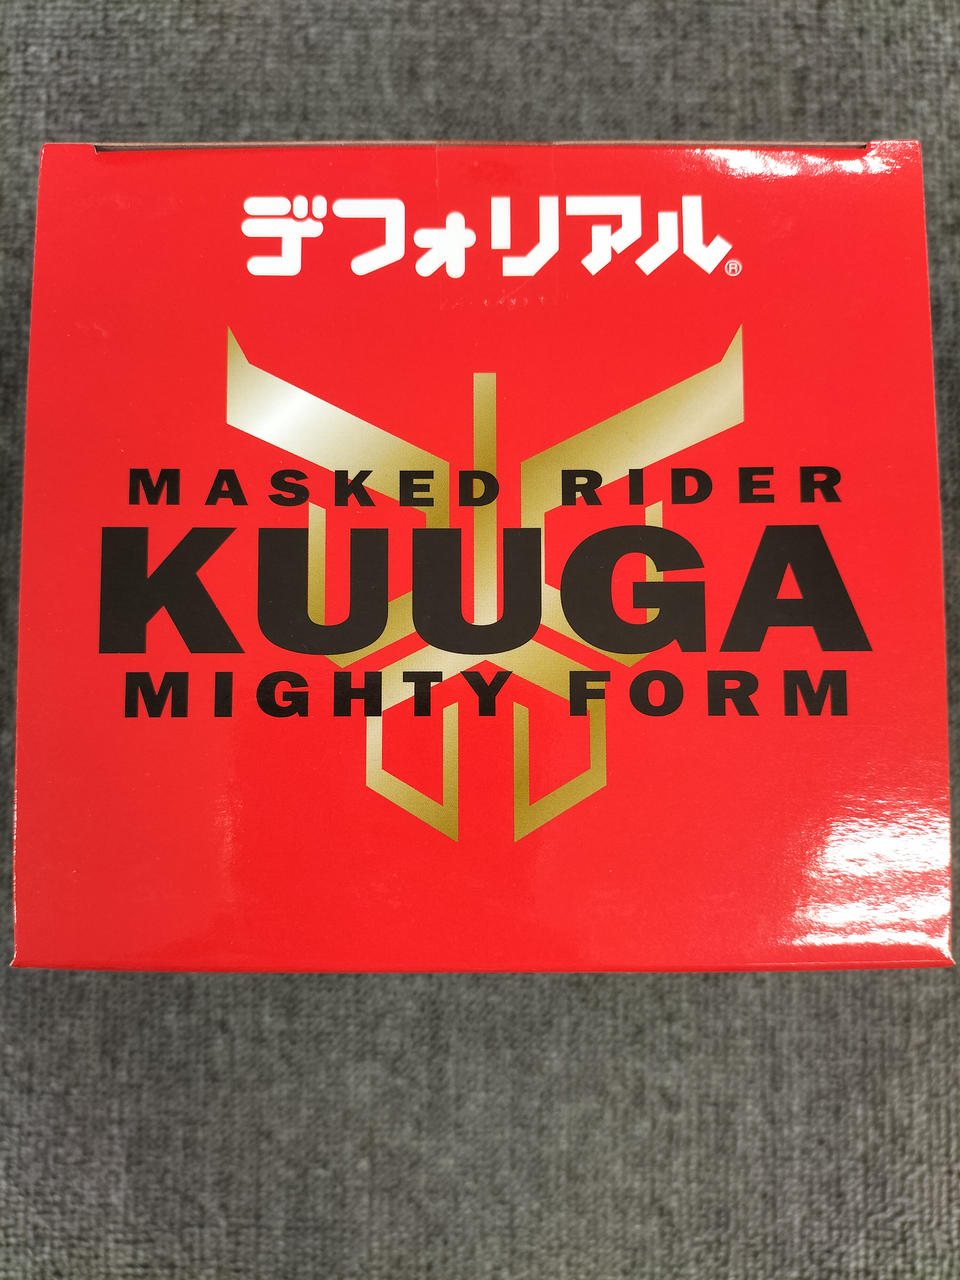 デフォリアル®
MASKED RIDER
KUUGA
MIGHTY FORM